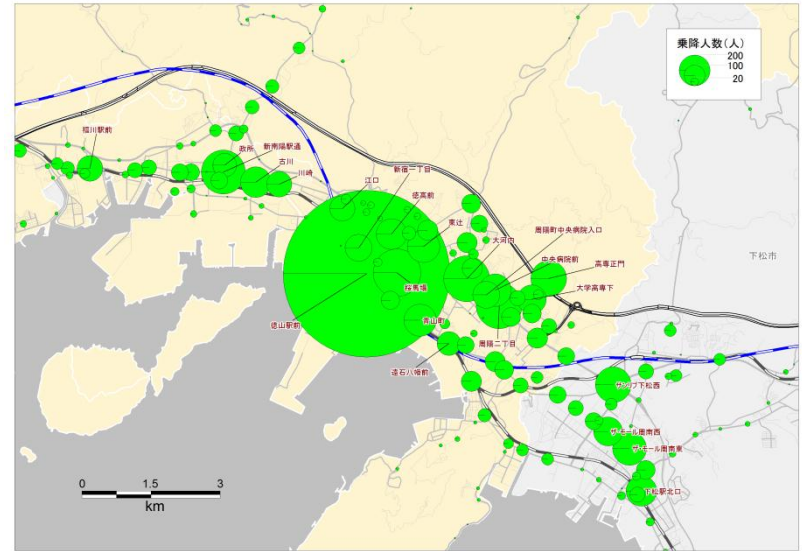 乗降人数(人)
200
100
20
福川駅前
政所
新南陽駅通
古川
川崎
江口
新宿一丁目
徳高前
東辻
大河内
周陽町中央病院入口
中央病院前
高専正門
大学高専下
下松市
桜馬場
徳山駅前
青山町
周陽二丁目
遠石八幡前
サンリブ下松西
ザ・モール周南西
ザ・モール周南東
下松駅北口
0 1.5 3
km